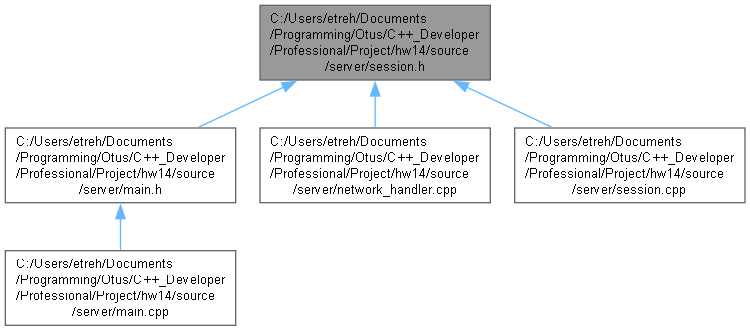 C:/Users/etreh/Documents
/Programming/Otus/C++_Developer
/Professional/Project/hw14/source
/server/session.h
C:/Users/etreh/Documents
/Programming/Otus/C++_Developer
/Professional/Project/hw14/source
/server/main.h
C:/Users/etreh/Documents
/Programming/Otus/C++_Developer
/Professional/Project/hw14/source
/server/network_handler.cpp
C:/Users/etreh/Documents
/Programming/Otus/C++_Developer
/Professional/Project/hw14/source
/server/session.cpp
C:/Users/etreh/Documents
/Programming/Otus/C++_Developer
/Professional/Project/hw14/source
/server/main.cpp